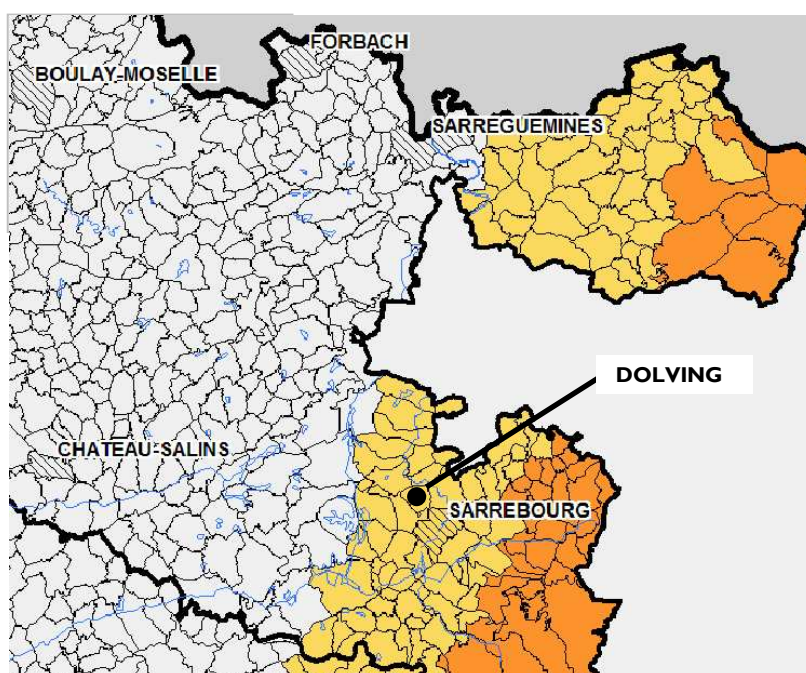 FORBACH
BOULAY-MOSELLE
SARREGUEMINES
DOLVING
CHATEAU-SALINS
SARREBOURG